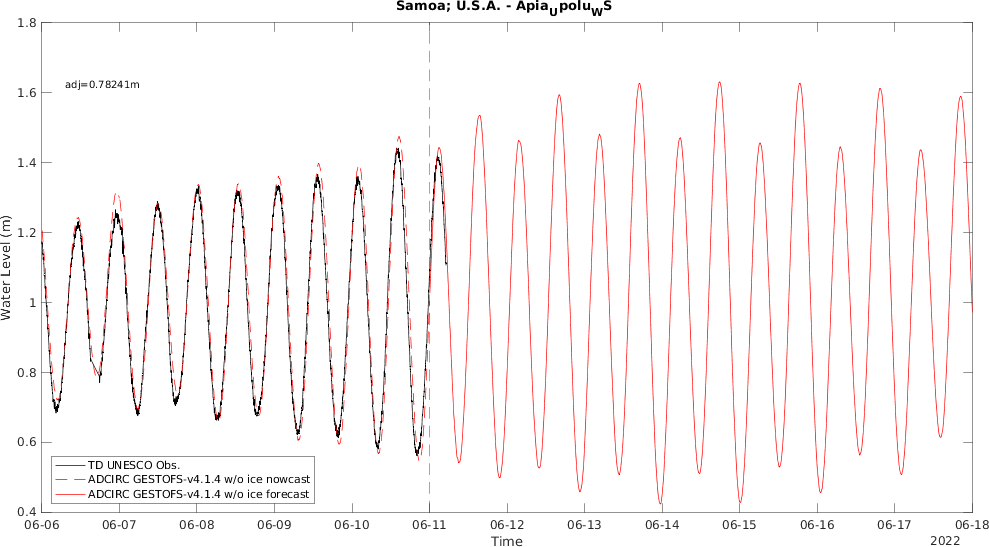 Samoa; U.S.A. - Apia_Upolu_WS
1.8
adj=0.78241m
1.6
1.4
1.2
1
0.8
0.6
0.4
Water Level (m)
TD UNESCO Obs.
ADCIRC GESTOFS-v4.1.4 w/o ice nowcast
ADCIRC GESTOFS-v4.1.4 w/o ice forecast
06-06 06-07 06-08 06-09 06-10 06-11 06-12 06-13 06-14 06-15 06-16 06-17 06-18
Time
2022